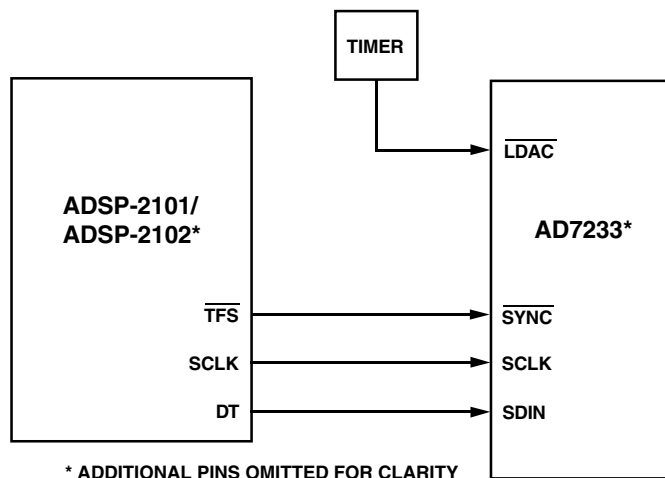 TIMER
LDAC
ADSP-2101/
ADSP-2102*
AD7233*
TFS
SYNC
SCLK
SCLK
DT
SDIN
* ADDITIONAL PINS OMITTED FOR CLARITY